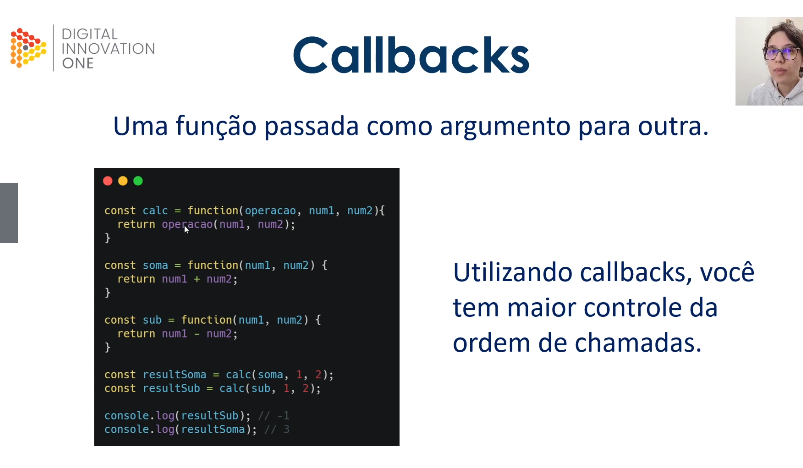 DIGITAL
INNOVATION
ONE
Callbacks
Uma função passada como argumento para outra.
const calc = function(operacao, num1, num2){
return operacao(num1, num2);
}
const soma = function(num1, num2) {
return num1 + num2;
}
const sub = function(num1, num2) {
return num1 - num2;
}
const resultSoma = calc(soma, 1, 2);
const resultSub = calc(sub, 1, 2);
console.log(resultSub); // -1
console.log(resultSoma); // 3
Utilizando callbacks, você
tem maior controle da
ordem de chamadas.